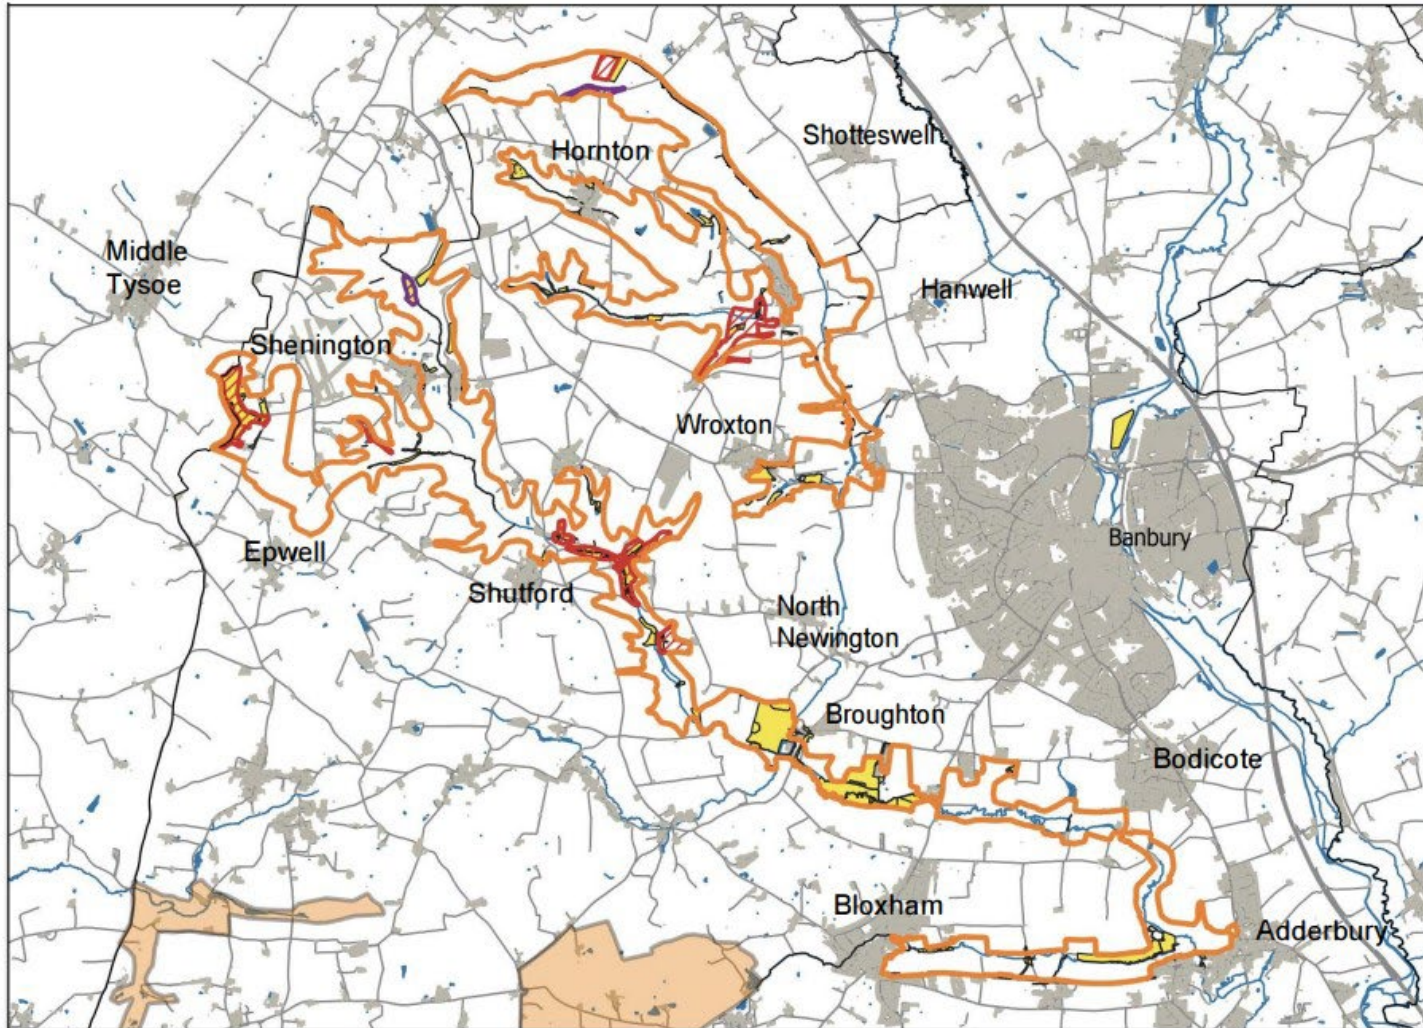 Shotteswell
Hornton
Middle
Tysoe
Hanwell
Shenington
Wroxton
Banbury
Epwell
Shutford
North
Newington
Broughton
Bodicote
Bloxham
Adderbury